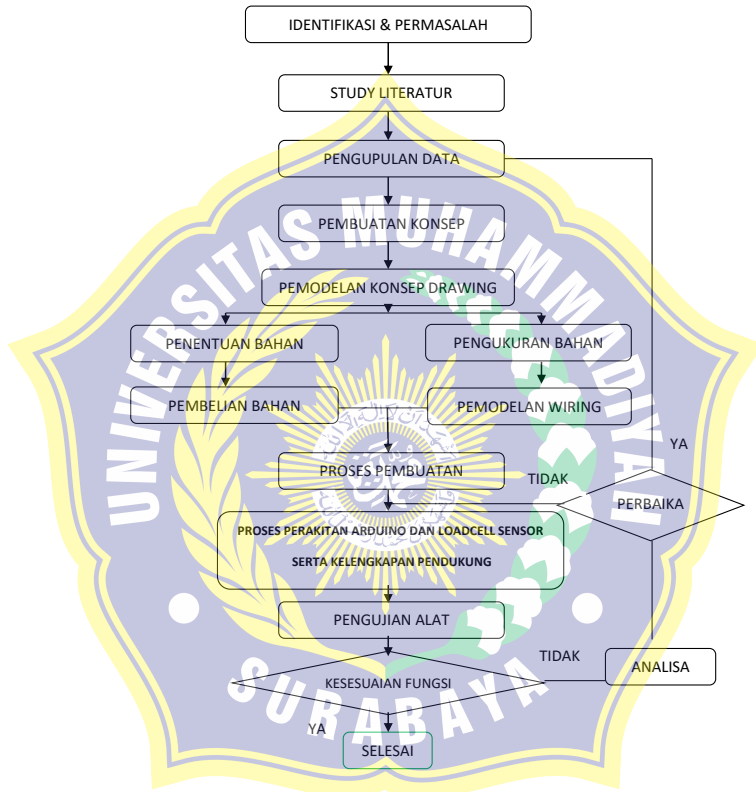 IDENTIFIKASI & PERMASALAH
STUDY LITERATUR
PENGUPULAN DATA
PEMBUATAN KONSEP
PEMODELAN KONSEP DRAWING
PENENTUAN BAHAN
PENGUKURAN BAHAN
PEMBELIAN BAHAN
PEMODELAN WIRING
YA
PROSES PEMBUATAN
TIDAK
PERBAIKA
PROSES PERAKITAN ARDUINO DAN LOADCELL SENSOR
SERTA KELENGKAPAN PENDUKUNG
PENGUJIAN ALAT
TIDAK
ANALISA
KESESUAIAN FUNGSI
YA
SELESAI
UNIVERSITAS MUHAMMADIYAH
SURABAYA